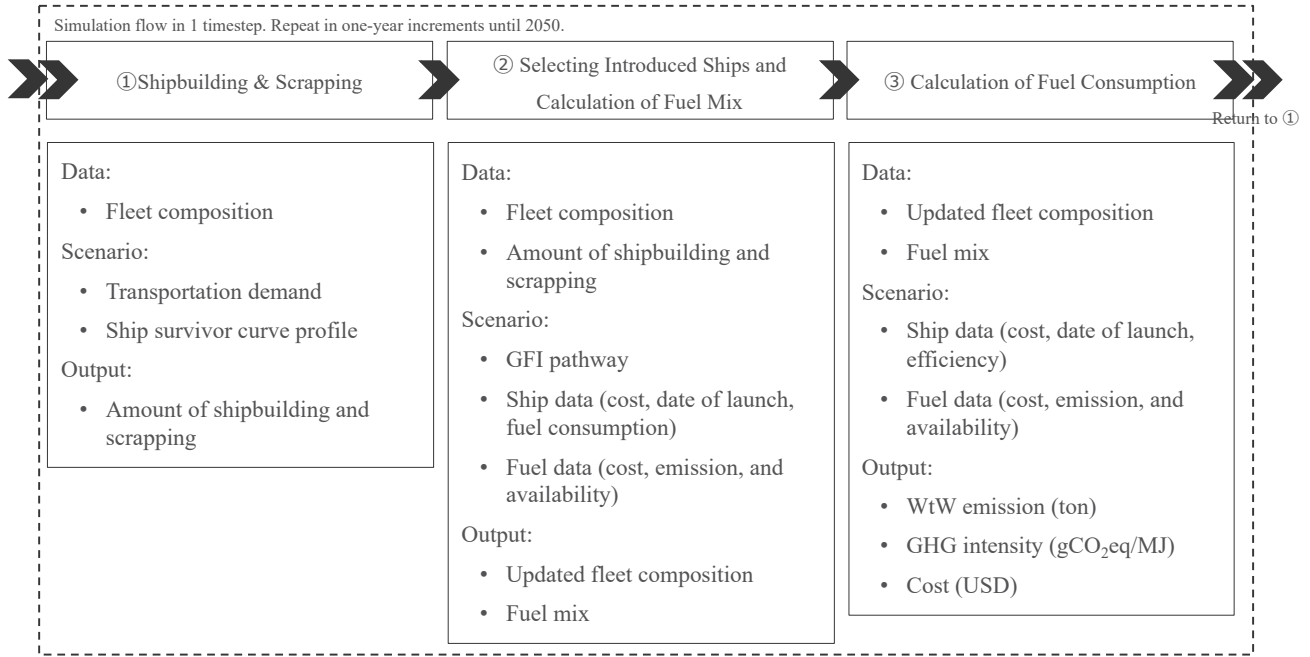 Simulation flow in 1 timestep. Repeat in one-year increments until 2050.
①Shipbuilding & Scrapping
② Selecting Introduced Ships and
Calculation of Fuel Mix
③ Calculation of Fuel Consumption
Return to ①
Data:
• Fleet composition
Scenario:
• Transportation demand
• Ship survivor curve profile
Output:
• Amount of shipbuilding and
scrapping
Data:
• Fleet composition
• Amount of shipbuilding and
scrapping
Scenario:
• GFI pathway
• Ship data (cost, date of launch,
fuel consumption)
• Fuel data (cost, emission, and
availability)
Output:
• Updated fleet composition
• Fuel mix
Data:
• Updated fleet composition
• Fuel mix
Scenario:
• Ship data (cost, date of launch,
efficiency)
• Fuel data (cost, emission, and
availability)
Output:
• WtW emission (ton)
• GHG intensity (gCO₂eq/MJ)
• Cost (USD)